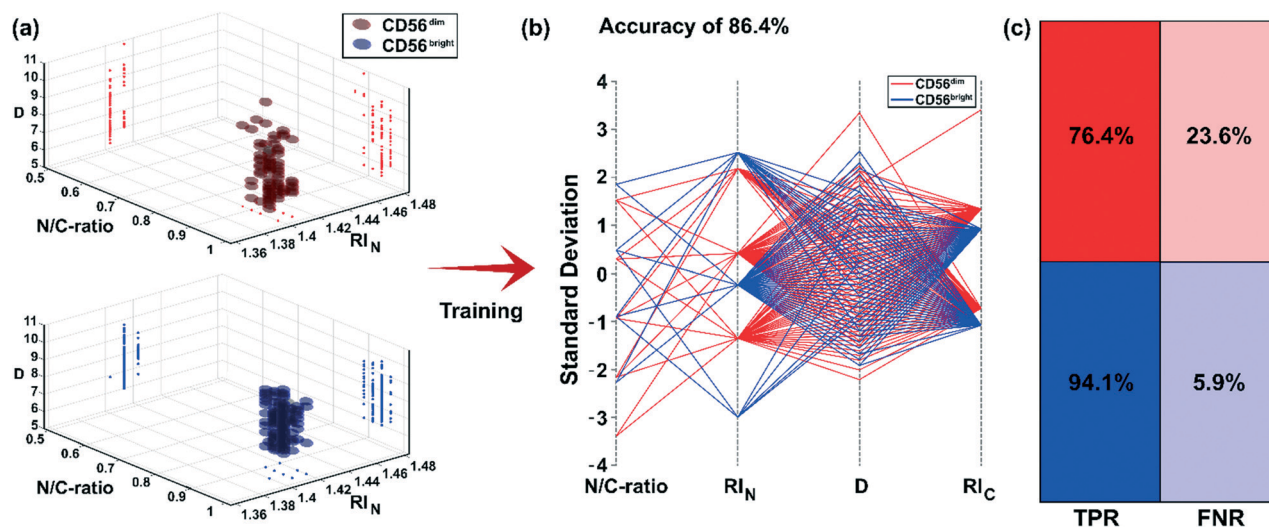 (a)
CD56dim
CD56bright
11
10
9
8
7
6
5
D
0.5
0.6
0.7
0.8
0.9
1
N/C-ratio
1.36
1.38
1.4
1.42
1.44
1.46
1.48
RIN
11
10
9
8
7
6
5
D
0.5
0.6
0.7
0.8
0.9
1
N/C-ratio
1.36
1.38
1.4
1.42
1.44
1.46
1.48
RIN
Training
(b)
Accuracy of 86.4%
CD56dim
CD56bright
Standard Deviation
4
3
2
1
0
-1
-2
-3
-4
N/C-ratio RIN D RIC
(c)
76.4% 23.6%
94.1% 5.9%
TPR FNR